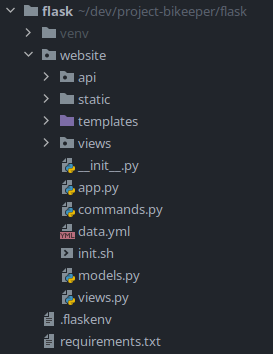 flask ~/dev/project-bikeeper/flask
venv
website
api
static
templates
views
__init__.py
app.py
commands.py
YML data.yml
init.sh
models.py
views.py
.flaskenv
requirements.txt